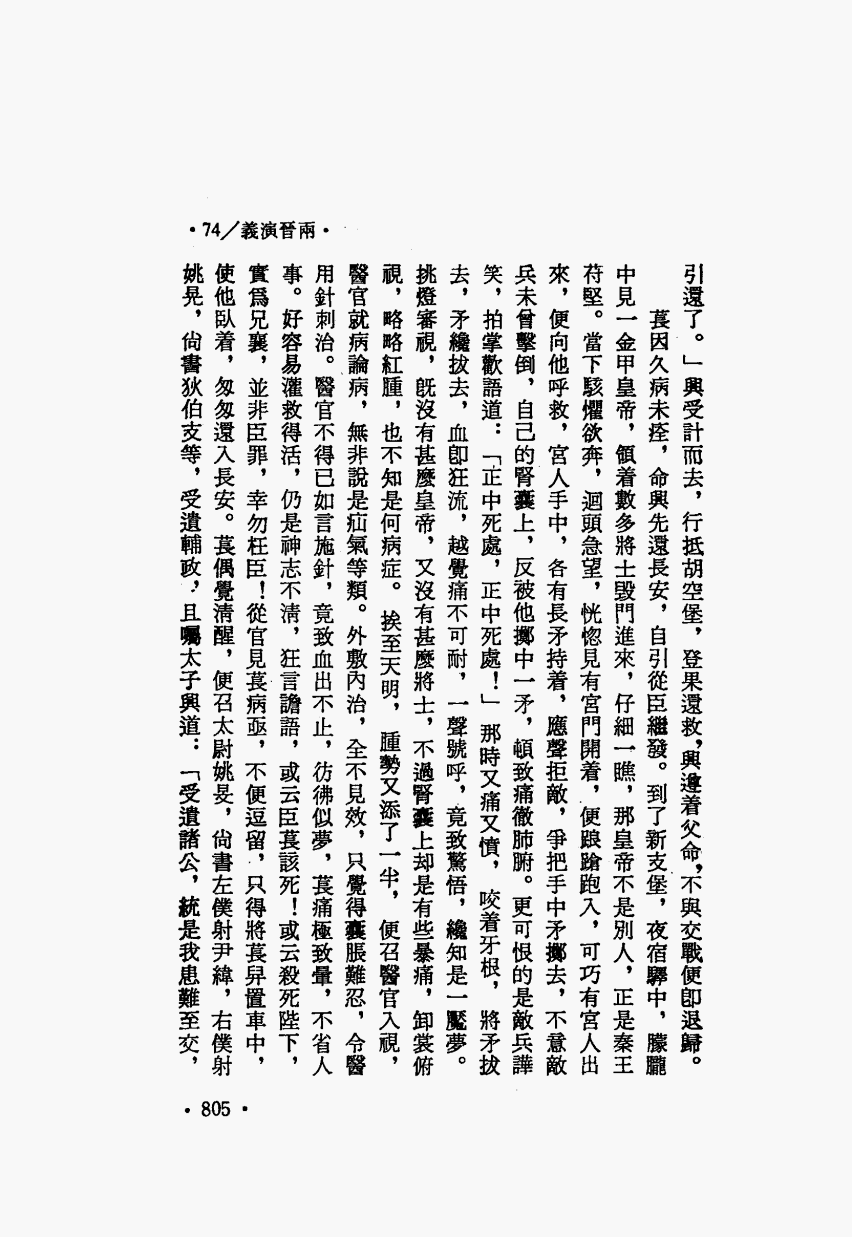 •兩晉演義/74•
引還了。」興受計而去，行抵胡空堡，登果還救，興遵着父命，不與交戰便卽退歸。
萇因久病未痊，命興先還長安，自引從臣繼發。到了新支堡，夜宿驛中，朦朧
中見一金甲皇帝，領着數多將士毀門進來，仔細一瞧，那皇帝不是別人，正是秦王
苻堅。當下駭懼欲奔，迴頭急望，恍惚見有宮門開着，便踉蹌跑入，可巧有宮人出
來，便向他呼救，宮人手中，各有長矛持着，應聲拒敵，爭把手中矛擲去，不意敵
兵未曾擊倒，自己的腎囊上，反被他擲中一矛，頓致痛徹肺腑。更可恨的是敵兵譁
笑，拍掌歡語道：「正中死處，正中死處！」那時又痛又憤，咬着牙根，將矛拔
去，矛纔拔去，血卽狂流，越覺痛不可耐，一聲號呼，竟致驚悟，纔知是一魘夢。
挑燈審視，旣沒有甚麼皇帝，又沒有甚麼將士，不過腎囊上却是有些暴痛，卸裳俯
視，略略紅腫，也不知是何病症。挨至天明，腫勢又添了一半，便召醫官入視，
醫官就病論病，無非說是疝氣等類。外敷內治，全不見效，只覺得囊脹難忍，令醫
用針刺治。醫官不得已如言施針，竟致血出不止，彷彿似夢，萇痛極致暈，不省人
事。好容易灌救得活，仍是神志不淸，狂言譫語，或云臣萇該死！或云殺死陛下，
實爲兄襄，並非臣罪，幸勿枉臣！從官見萇病亟，不便逗留，只得將萇舁置車中，
使他臥着，匆匆還入長安。萇偶覺淸醒，便召太尉姚旻，尙書左僕射尹緯，右僕射
姚晃，尙書狄伯支等，受遺輔政，且囑太子興道：「受遺諸公，統是我患難至交，
•805•